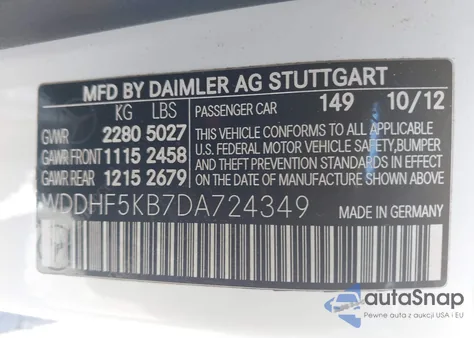 MFD BY DAIMLER AG STUTTGART
KG LBS PASSENGER CAR 149 10/12
GVWR 2280 5027 THIS VEHICLE CONFORMS TO ALL APPLICABLE
GAWR FRONT 1115 2458 U.S. FEDERAL MOTOR VEHICLE SAFETY, BUMPER
GAWR REAR 1215 2679 AND THEFT PREVENTION STANDARDS IN EFFECT
ON THE DATE OF MANUFACTURE SHOWN ABOVE.
WDDHF5KB7DA724349 MADE IN GERMANY
autoSnap
Pewne auta z aukcji USA i EU